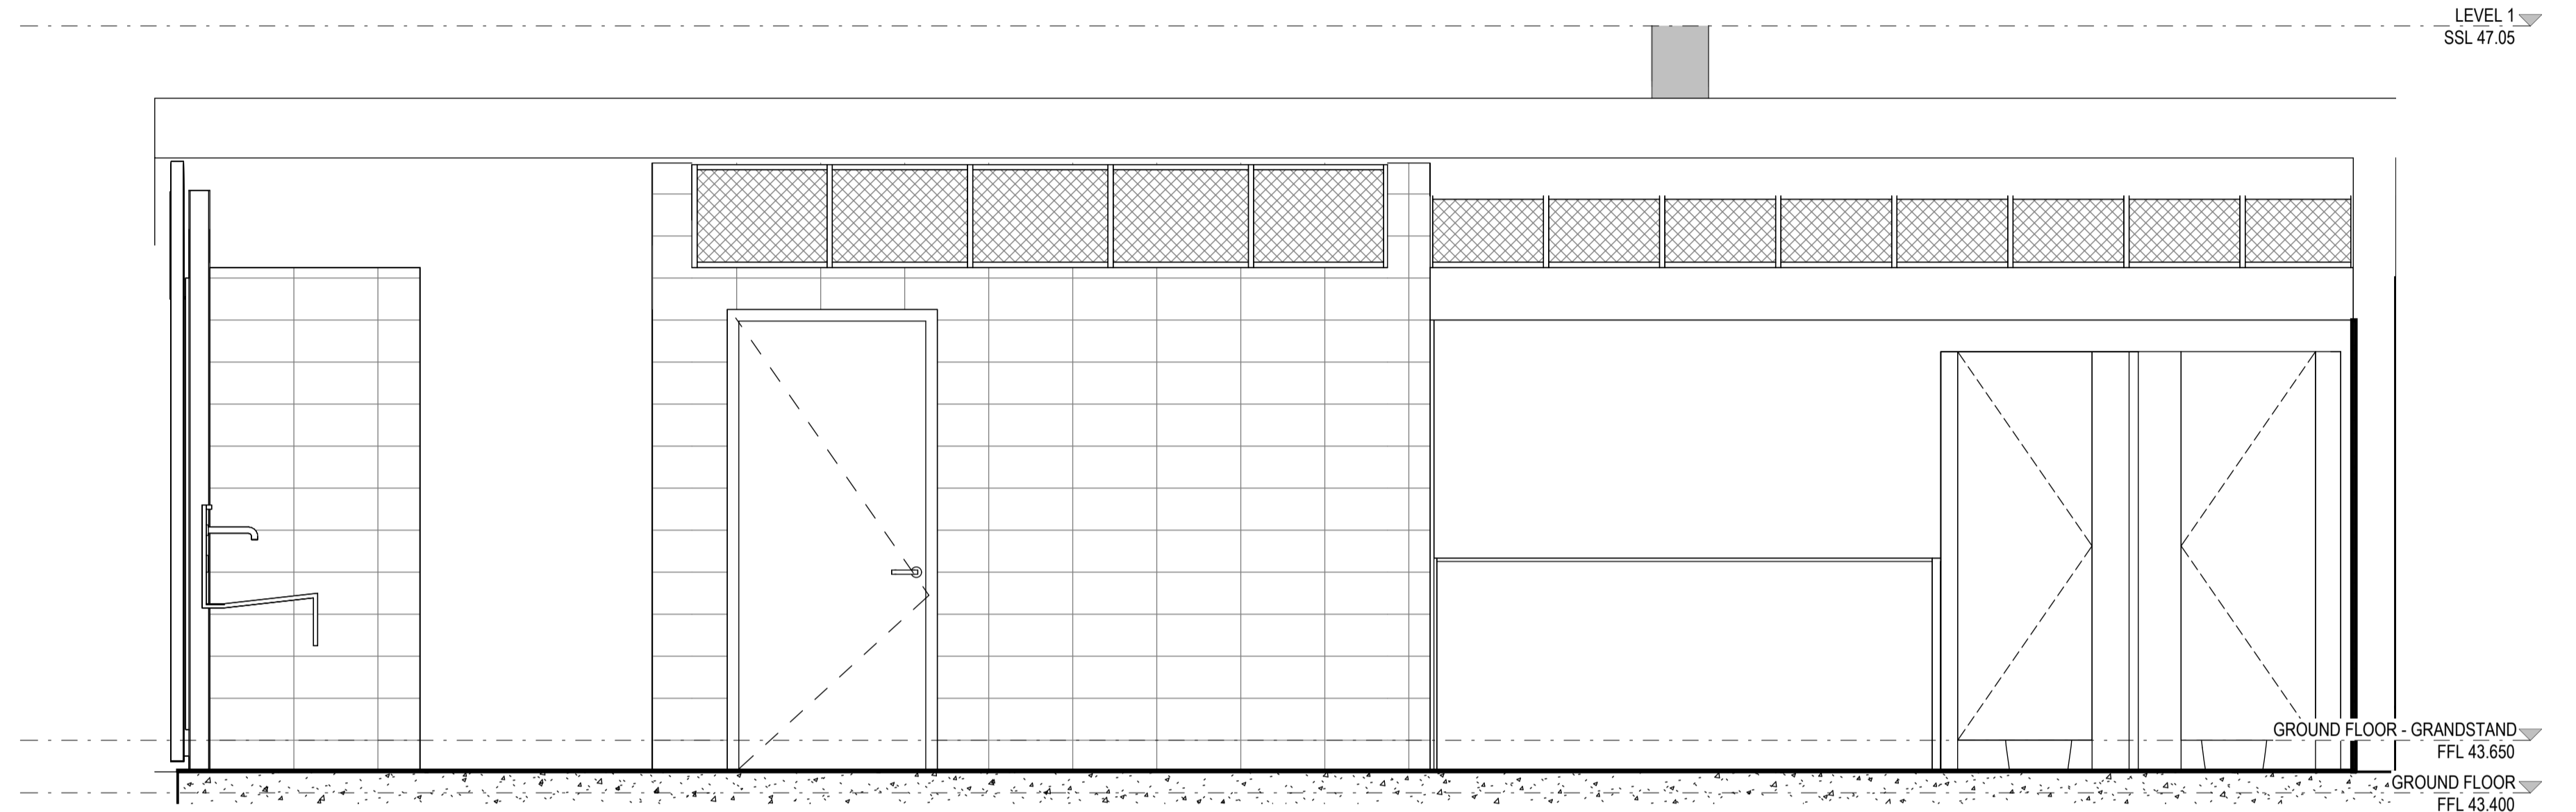 LEVEL 1
SSL 47.05
GROUND FLOOR - GRANDSTAND
FFL 43.650
GROUND FLOOR
FFL 43.400